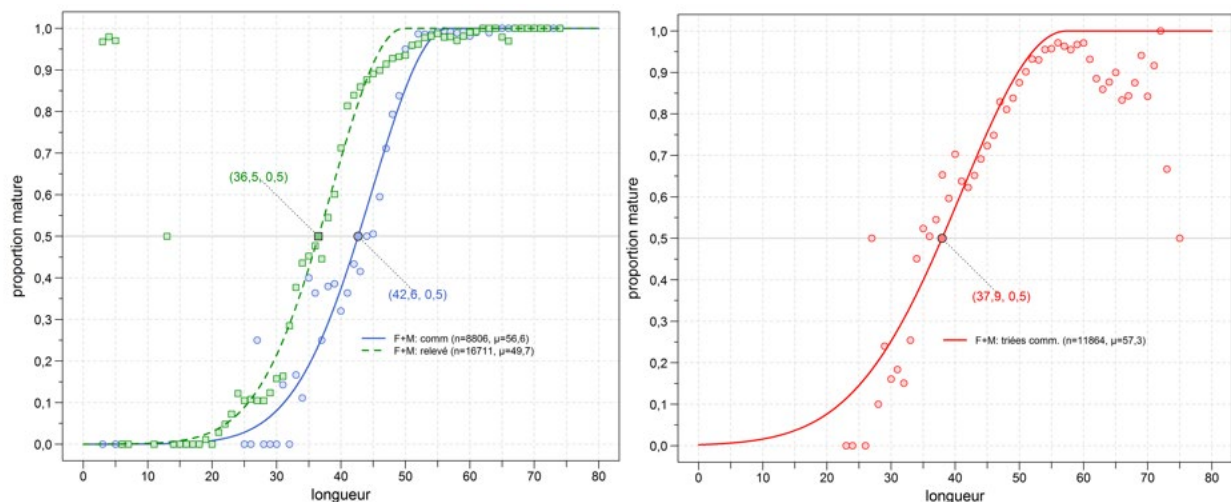 1,0
0,9
0,8
0,7
0,6
0,5
0,4
0,3
0,2
0,1
0,0
proportion mature
(36,5, 0,5)
(42,6, 0,5)
F+M: comm (n=8806, μ=56,6)
F+M: relevé (n=16711, μ=49,7)
0 10 20 30 40 50 60 70 80
longueur
1,0
0,9
0,8
0,7
0,6
0,5
0,4
0,3
0,2
0,1
0,0
proportion mature
(37,9, 0,5)
F+M: triées comm. (n=11864, μ=57,3)
0 10 20 30 40 50 60 70 80
longueur